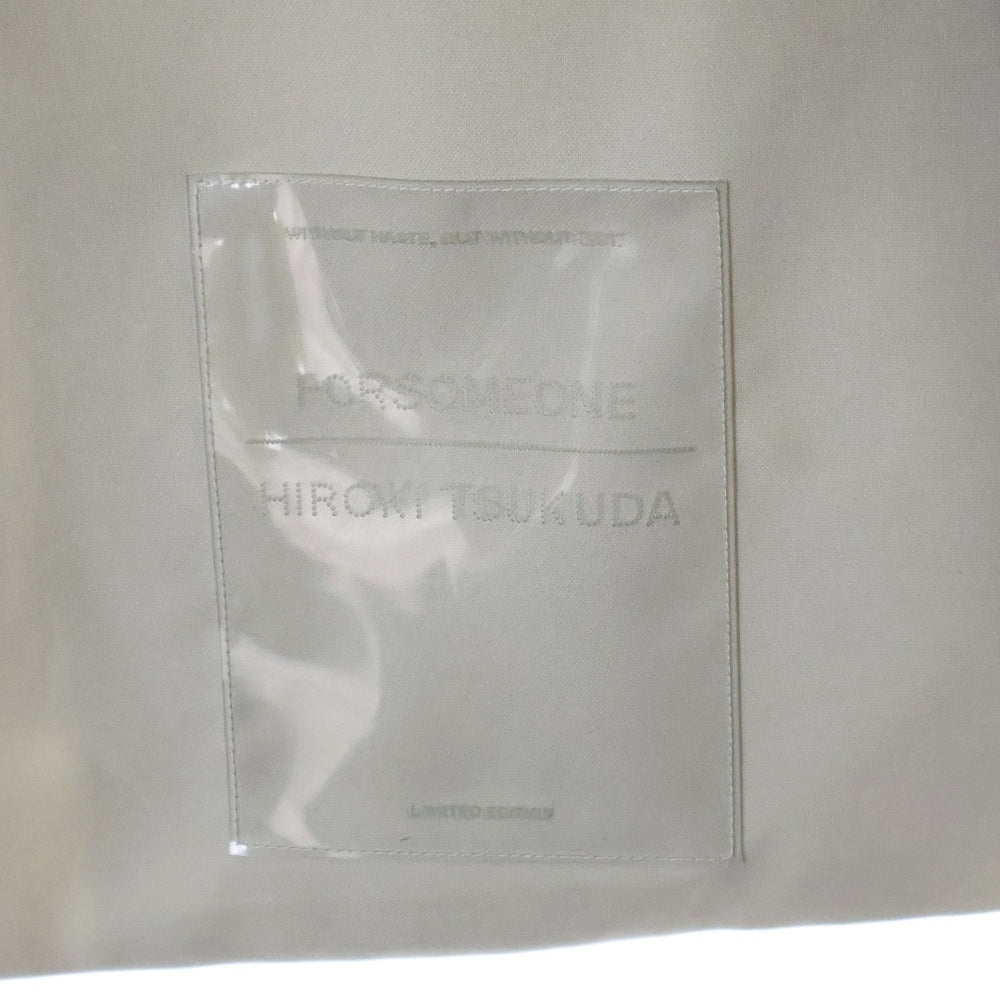 WITHOUT HASTE, BUT WITHOUT REST
FORSOMEONE
HIROKI TSUKUDA
LIMITED EDITION